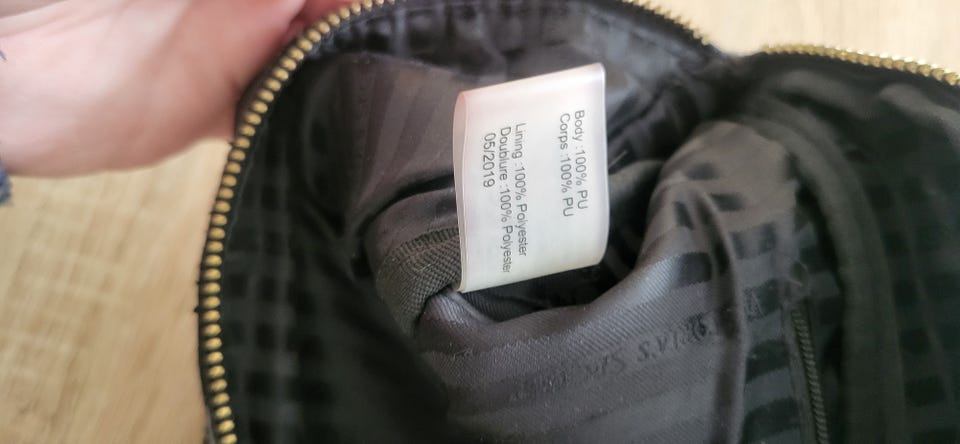 Body :100% PU
Corps :100% PU
Lining :100% Polyester
Doublure :100% Polyester
05/2019